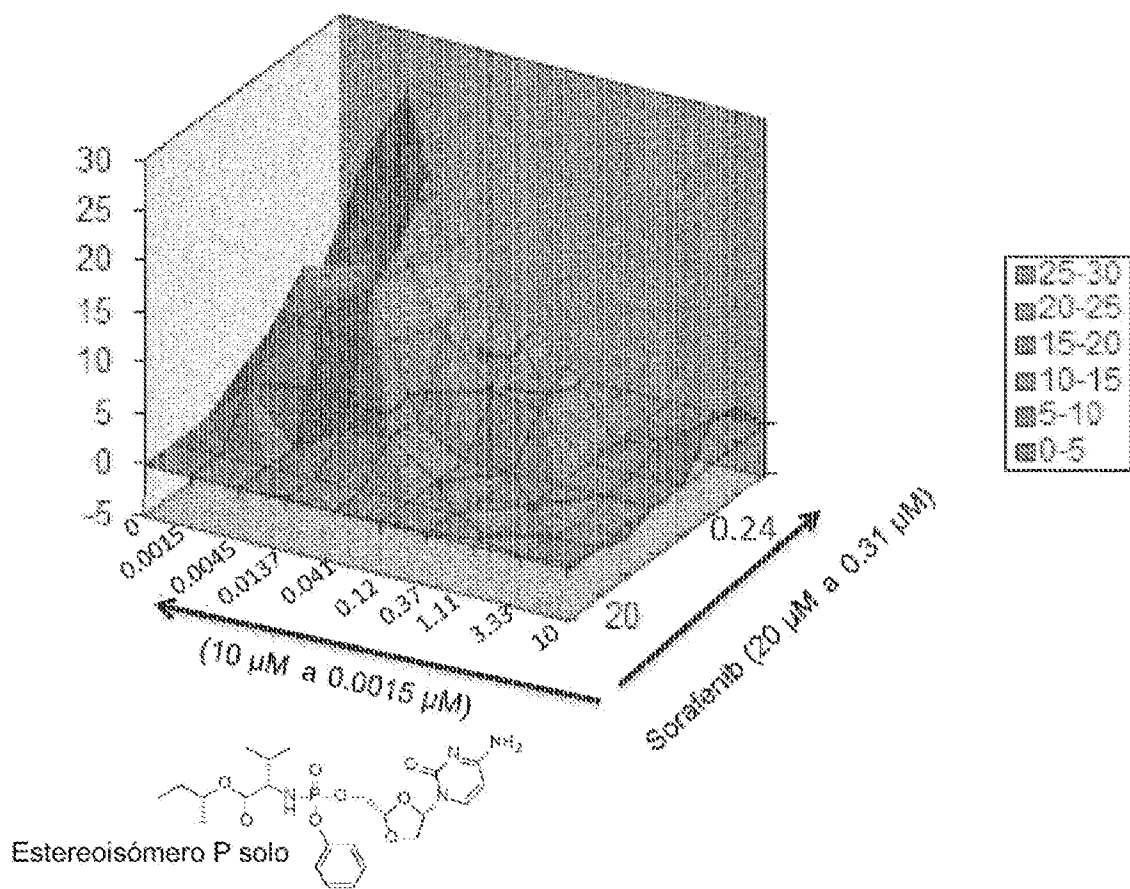 30
25
20
15
10
5
0
-5
0
0.0015
0.0045
0.0137
0.041
0.12
0.37
1.11
3.33
10
(10 µM a 0.0015 µM)
20
0.24
Sorafenib (20 µM a 0.31 µM)
25-30
20-25
15-20
10-15
5-10
0-5
O
O
O
N
H
P
O
O
O
O
O
N
O
N
NH2
Estereoisómero P solo